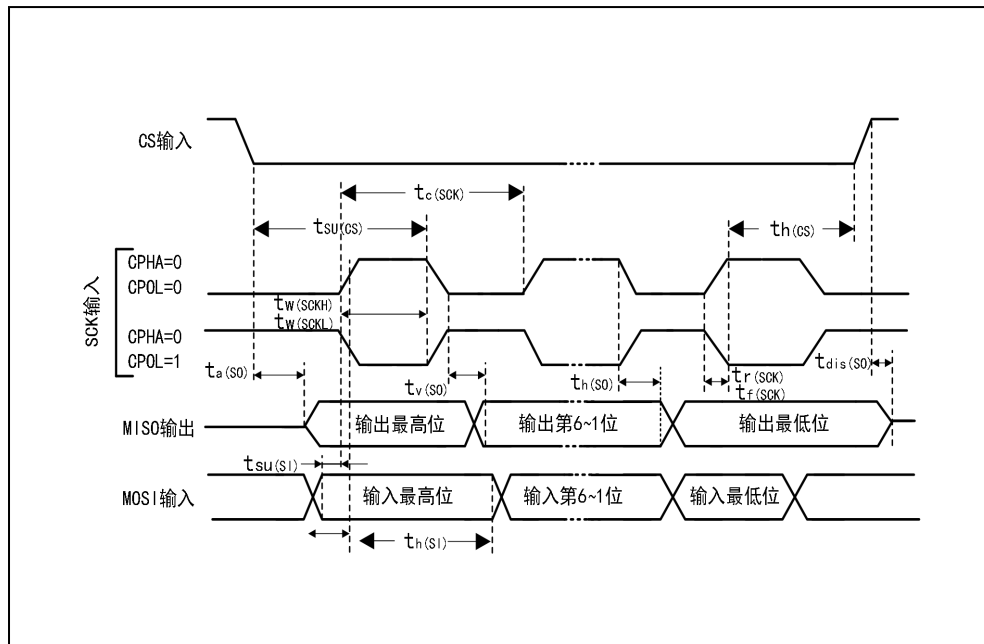 CS输入
tc(SCK)
tSU(CS)
th(CS)
SCK输入
CPHA=0
CPOL=0
tW(SCKH)
tW(SCKL)
CPHA=0
CPOL=1
ta(SO)
tv(SO)
th(SO)
tr(SCK)
tf(SCK)
tdis(SO)
MISO输出
输出最高位
输出第6~1位
输出最低位
tsu(SI)
MOSI输入
输入最高位
输入第6~1位
输入最低位
th(SI)